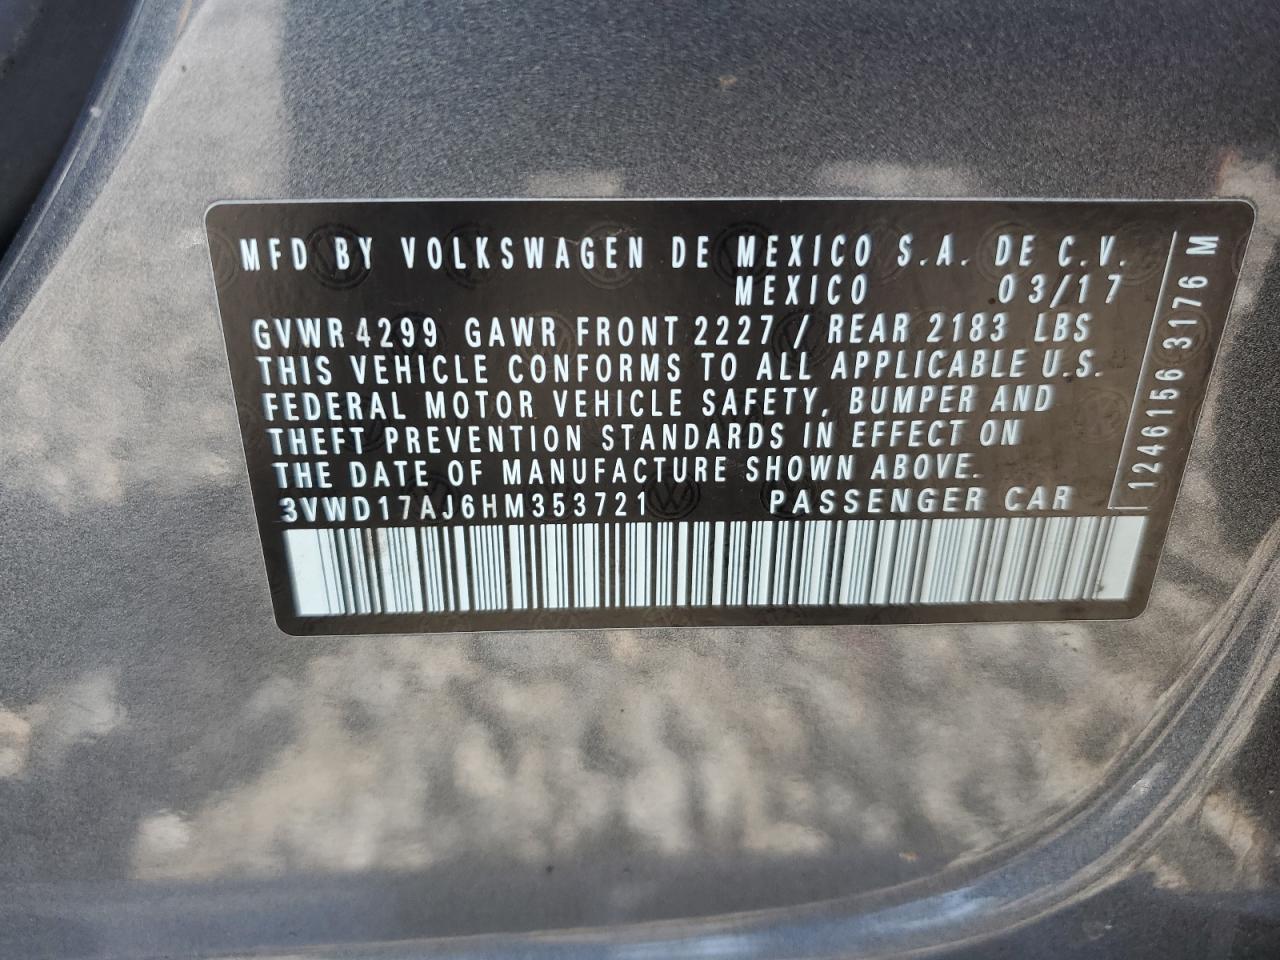 MFD BY VOLKSWAGEN DE MEXICO S.A. DE C.V.
MEXICO 03/17
GVWR 4299 GAWR FRONT 2227 / REAR 2183 LBS
THIS VEHICLE CONFORMS TO ALL APPLICABLE U.S.
FEDERAL MOTOR VEHICLE SAFETY, BUMPER AND
THEFT PREVENTION STANDARDS IN EFFECT ON
THE DATE OF MANUFACTURE SHOWN ABOVE.
3VWD17AJ6HM353721 PASSENGER CAR
1246156 3176 M